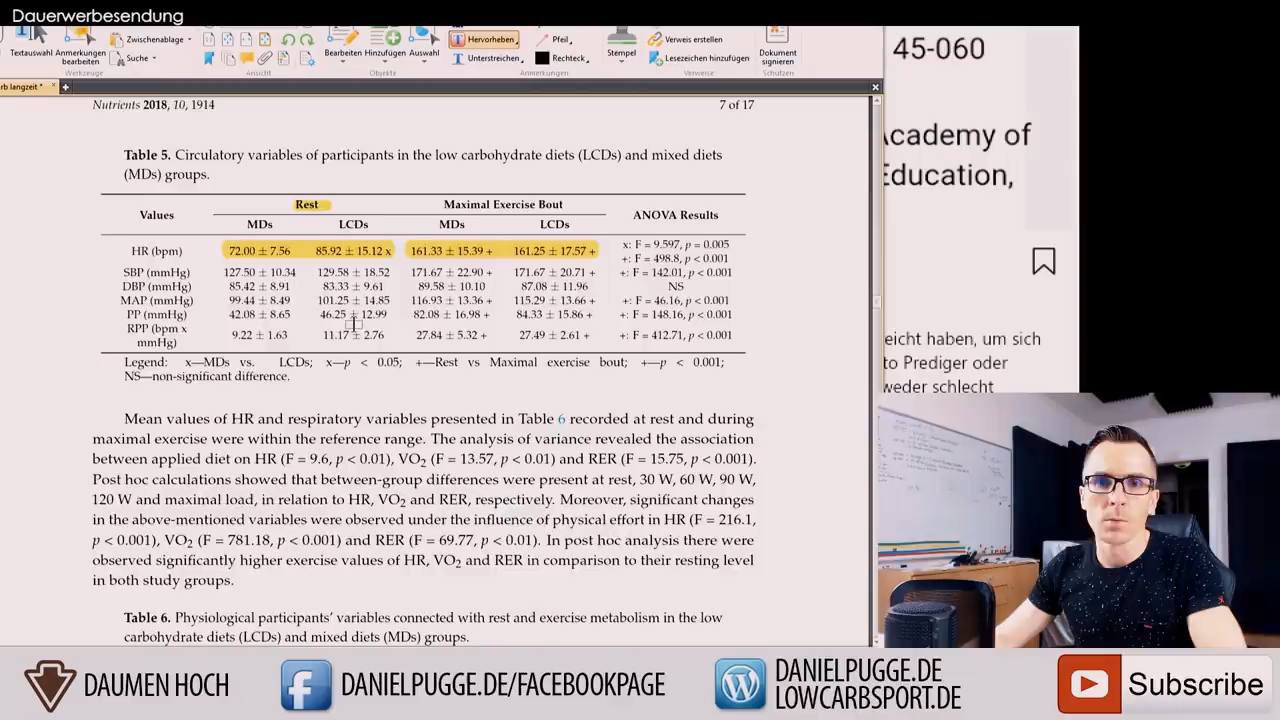 Dauerwerbesendung
Textauswahl
Anmerkungen bearbeiten
Zwischenablage
Suche
Werkzeuge
Ansicht
Bearbeiten
Hinzufügen
Auswahl
Objekte
Hervorheben
Unterstreichen
Pfeil
Rechteck
Stempel
Anmerkungen
Verweis erstellen
Lesezeichen hinzufügen
Verweise
Dokument signieren
Schützen
rb langzeit *
Nutrients 2018, 10, 1914 7 of 17
Table 5. Circulatory variables of participants in the low carbohydrate diets (LCDs) and mixed diets
(MDs) groups.
Values Rest Maximal Exercise Bout ANOVA Results
MDs LCDs MDs LCDs
HR (bpm) 72.00 ± 7.56 85.92 ± 15.12 x 161.33 ± 15.39 + 161.25 ± 17.57 + x: F = 9.597, p = 0.005
+: F = 498.8, p < 0.001
SBP (mmHg) 127.50 ± 10.34 129.58 ± 18.52 171.67 ± 22.90 + 171.67 ± 20.71 + +: F = 142.01, p < 0.001
DBP (mmHg) 85.42 ± 8.91 83.33 ± 9.61 89.58 ± 10.10 87.08 ± 11.96 NS
MAP (mmHg) 99.44 ± 8.49 101.25 ± 14.85 116.93 ± 13.36 + 115.29 ± 13.66 + +: F = 46.16, p < 0.001
PP (mmHg) 42.08 ± 8.65 46.25 ± 12.99 82.08 ± 16.98 + 84.33 ± 15.86 + +: F = 148.16, p < 0.001
RPP (bpm x
mmHg) 9.22 ± 1.63 11.17 ± 2.76 27.84 ± 5.32 + 27.49 ± 2.61 + +: F = 412.71, p < 0.001
Legend: x—MDs vs. LCDs; x—p < 0.05; +—Rest vs Maximal exercise bout; +—p < 0.001;
NS—non-significant difference.
Mean values of HR and respiratory variables presented in Table 6 recorded at rest and during
maximal exercise were within the reference range. The analysis of variance revealed the association
between applied diet on HR (F = 9.6, p < 0.01), VO2 (F = 13.57, p < 0.01) and RER (F = 15.75, p < 0.001).
Post hoc calculations showed that between-group differences were present at rest, 30 W, 60 W, 90 W,
120 W and maximal load, in relation to HR, VO2 and RER, respectively. Moreover, significant changes
in the above-mentioned variables were observed under the influence of physical effort in HR (F = 216.1,
p < 0.001), VO2 (F = 781.18, p < 0.001) and RER (F = 69.77, p < 0.01). In post hoc analysis there were
observed significantly higher exercise values of HR, VO2 and RER in comparison to their resting level
in both study groups.
Table 6. Physiological participants' variables connected with rest and exercise metabolism in the low
carbohydrate diets (LCDs) and mixed diets (MDs) groups.
45-060
Academy of
Education,
eicht haben, um sich
to Prediger oder
weder schlecht
DAUMEN HOCH
DANIELPUGGE.DE/FACEBOOKPAGE
DANIELPUGGE.DE
LOWCARBSPORT.DE
Subscribe